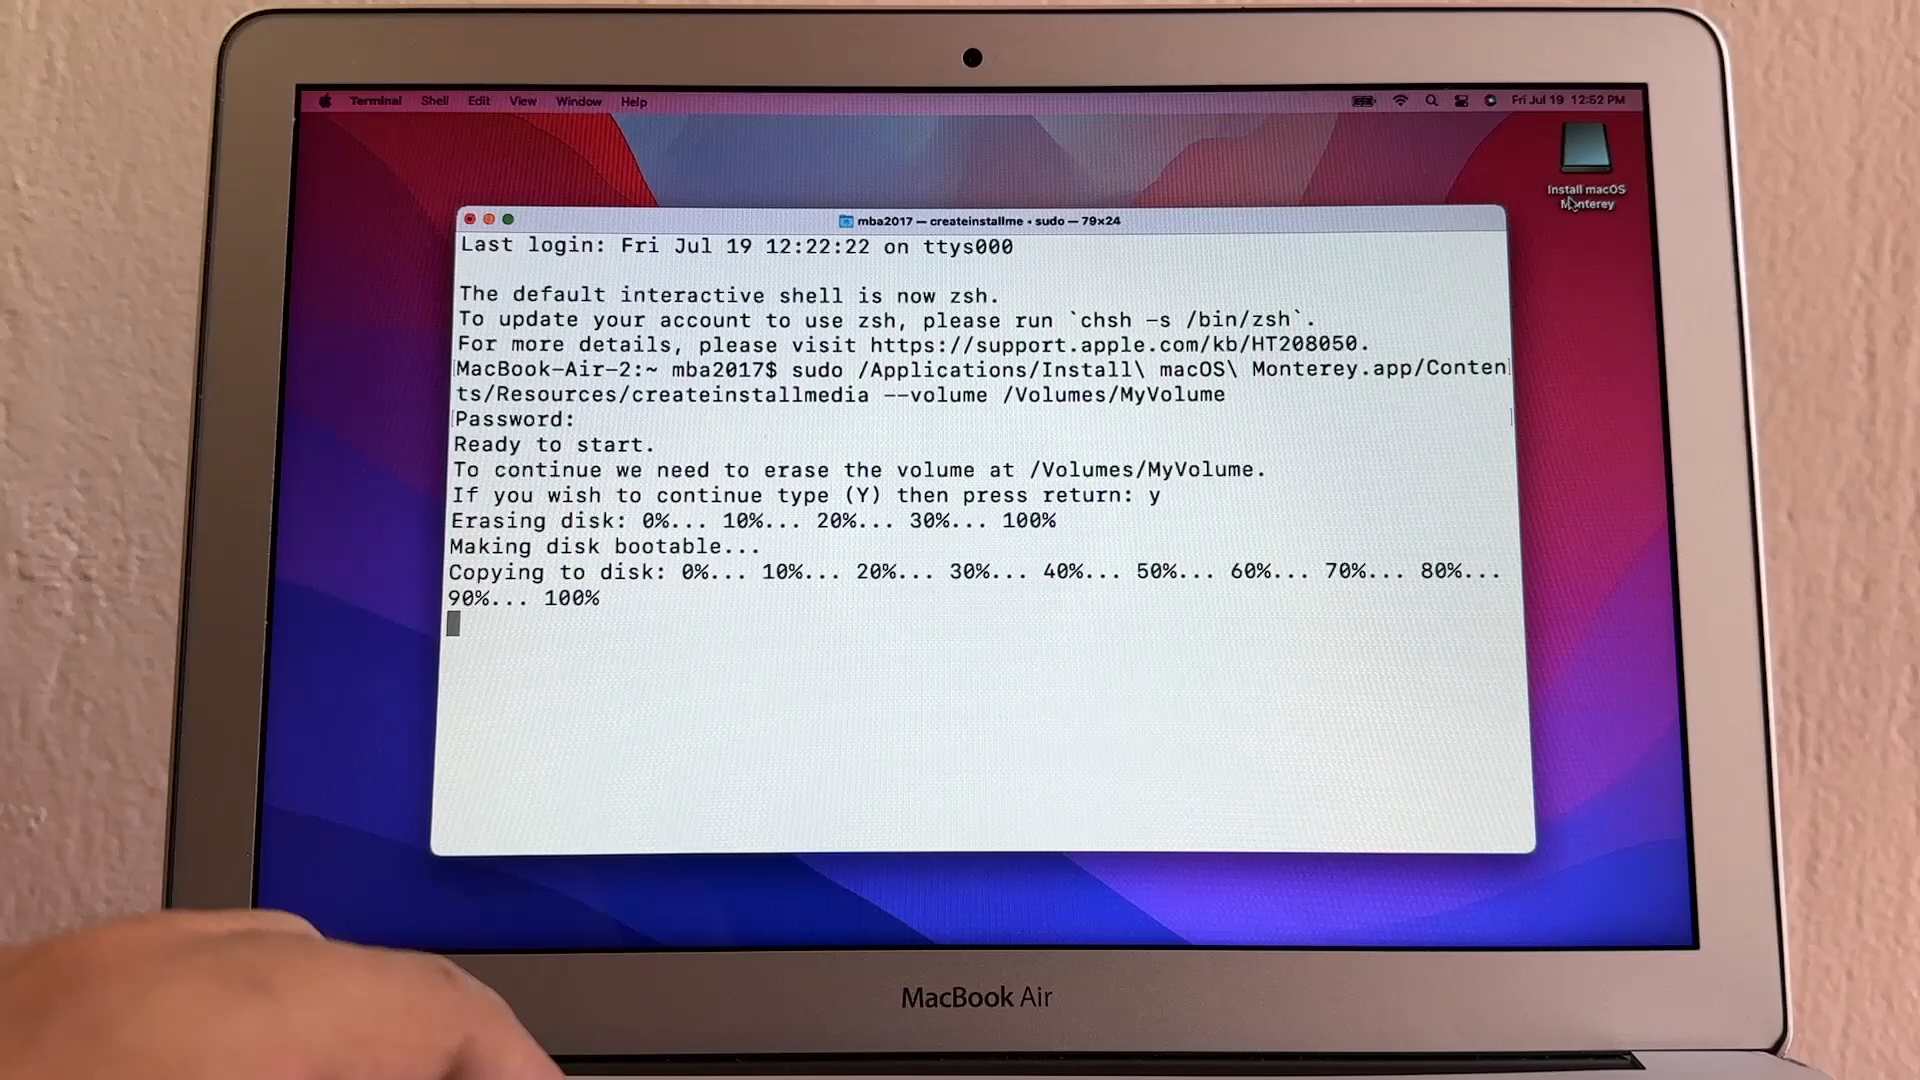 Terminal Shell Edit View Window Help Fri Jul 19 12:52 PM
Install macOS
Monterey
mba2017 — createinstallme • sudo — 79×24
Last login: Fri Jul 19 12:22:22 on ttys000
The default interactive shell is now zsh.
To update your account to use zsh, please run `chsh -s /bin/zsh`.
For more details, please visit https://support.apple.com/kb/HT208050.
[MacBook-Air-2:~ mba2017$ sudo /Applications/Install\ macOS\ Monterey.app/Conten]
ts/Resources/createinstallmedia --volume /Volumes/MyVolume
[Password:
Ready to start.
To continue we need to erase the volume at /Volumes/MyVolume.
If you wish to continue type (Y) then press return: y
Erasing disk: 0%... 10%... 20%... 30%... 100%
Making disk bootable...
Copying to disk: 0%... 10%... 20%... 30%... 40%... 50%... 60%... 70%... 80%...
90%... 100%
MacBook Air